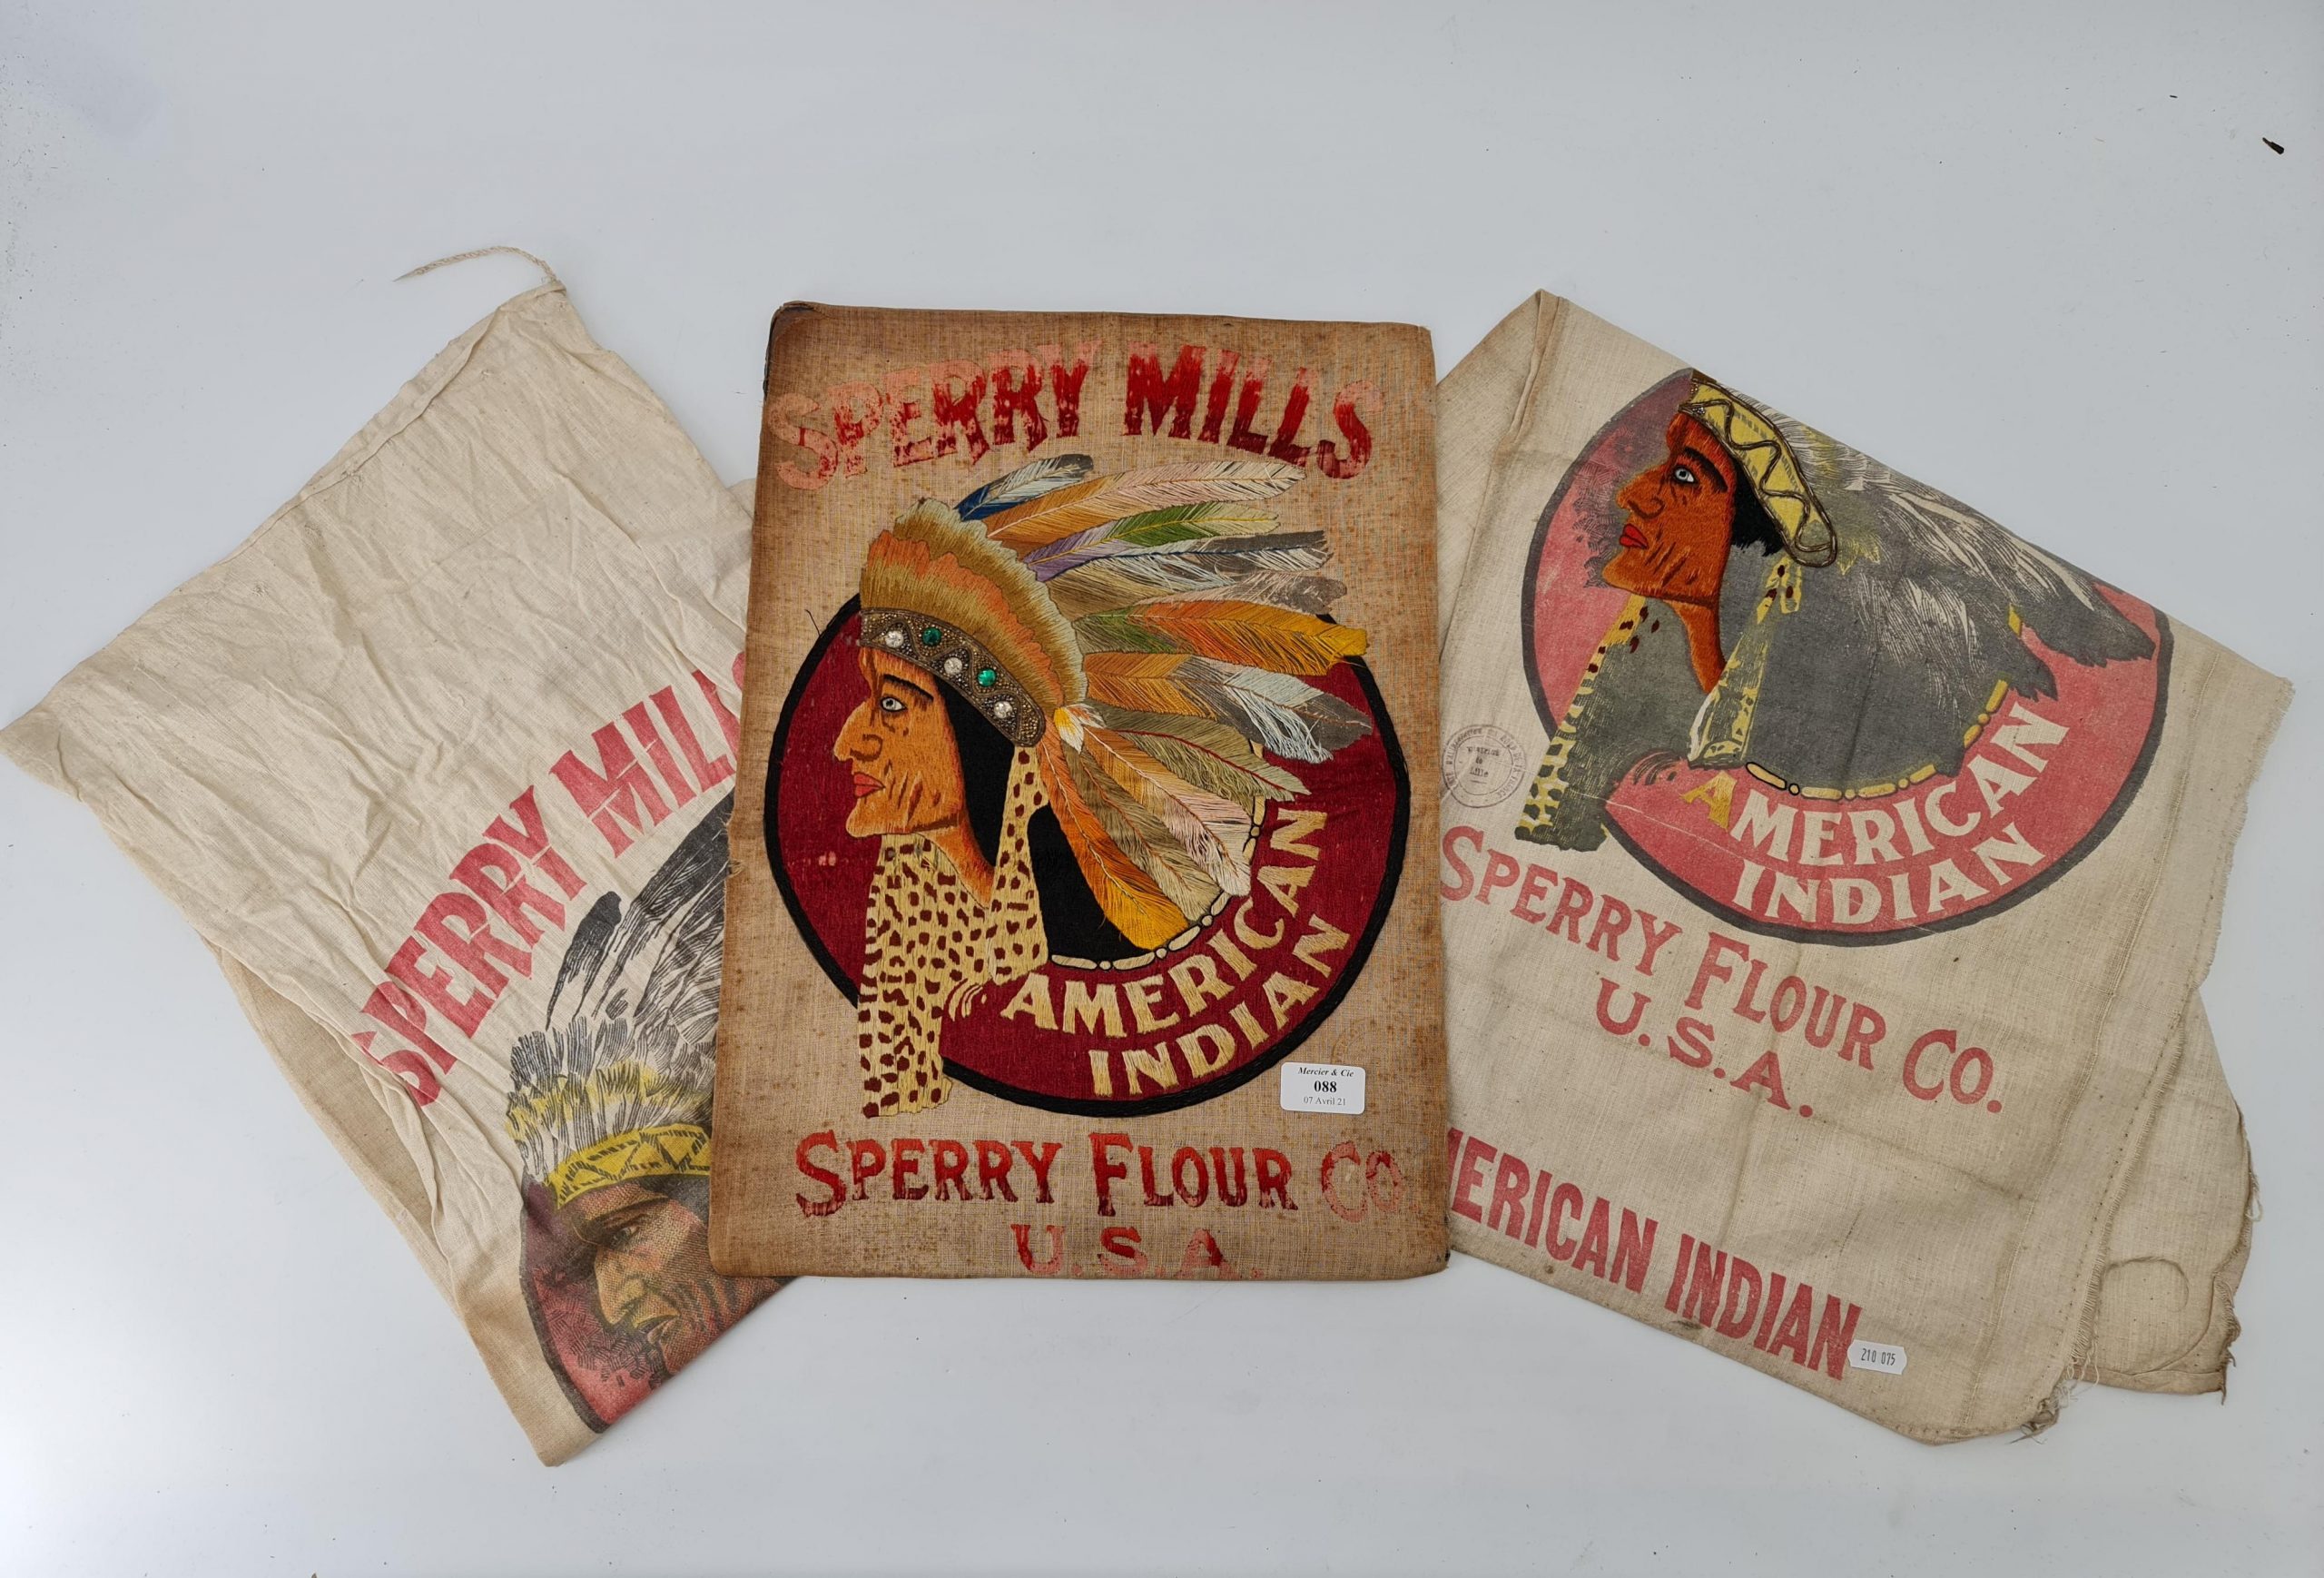 SPERRY MILLS
SPERRY MILLS
AMERICAN
INDIAN
Mercier & Cie
088
07 Avril 21
SPERRY FLOUR CO
U.S.A.
AMERICAN
INDIAN
SPERRY FLOUR CO.
U.S.A.
MERICAN INDIAN
210 075